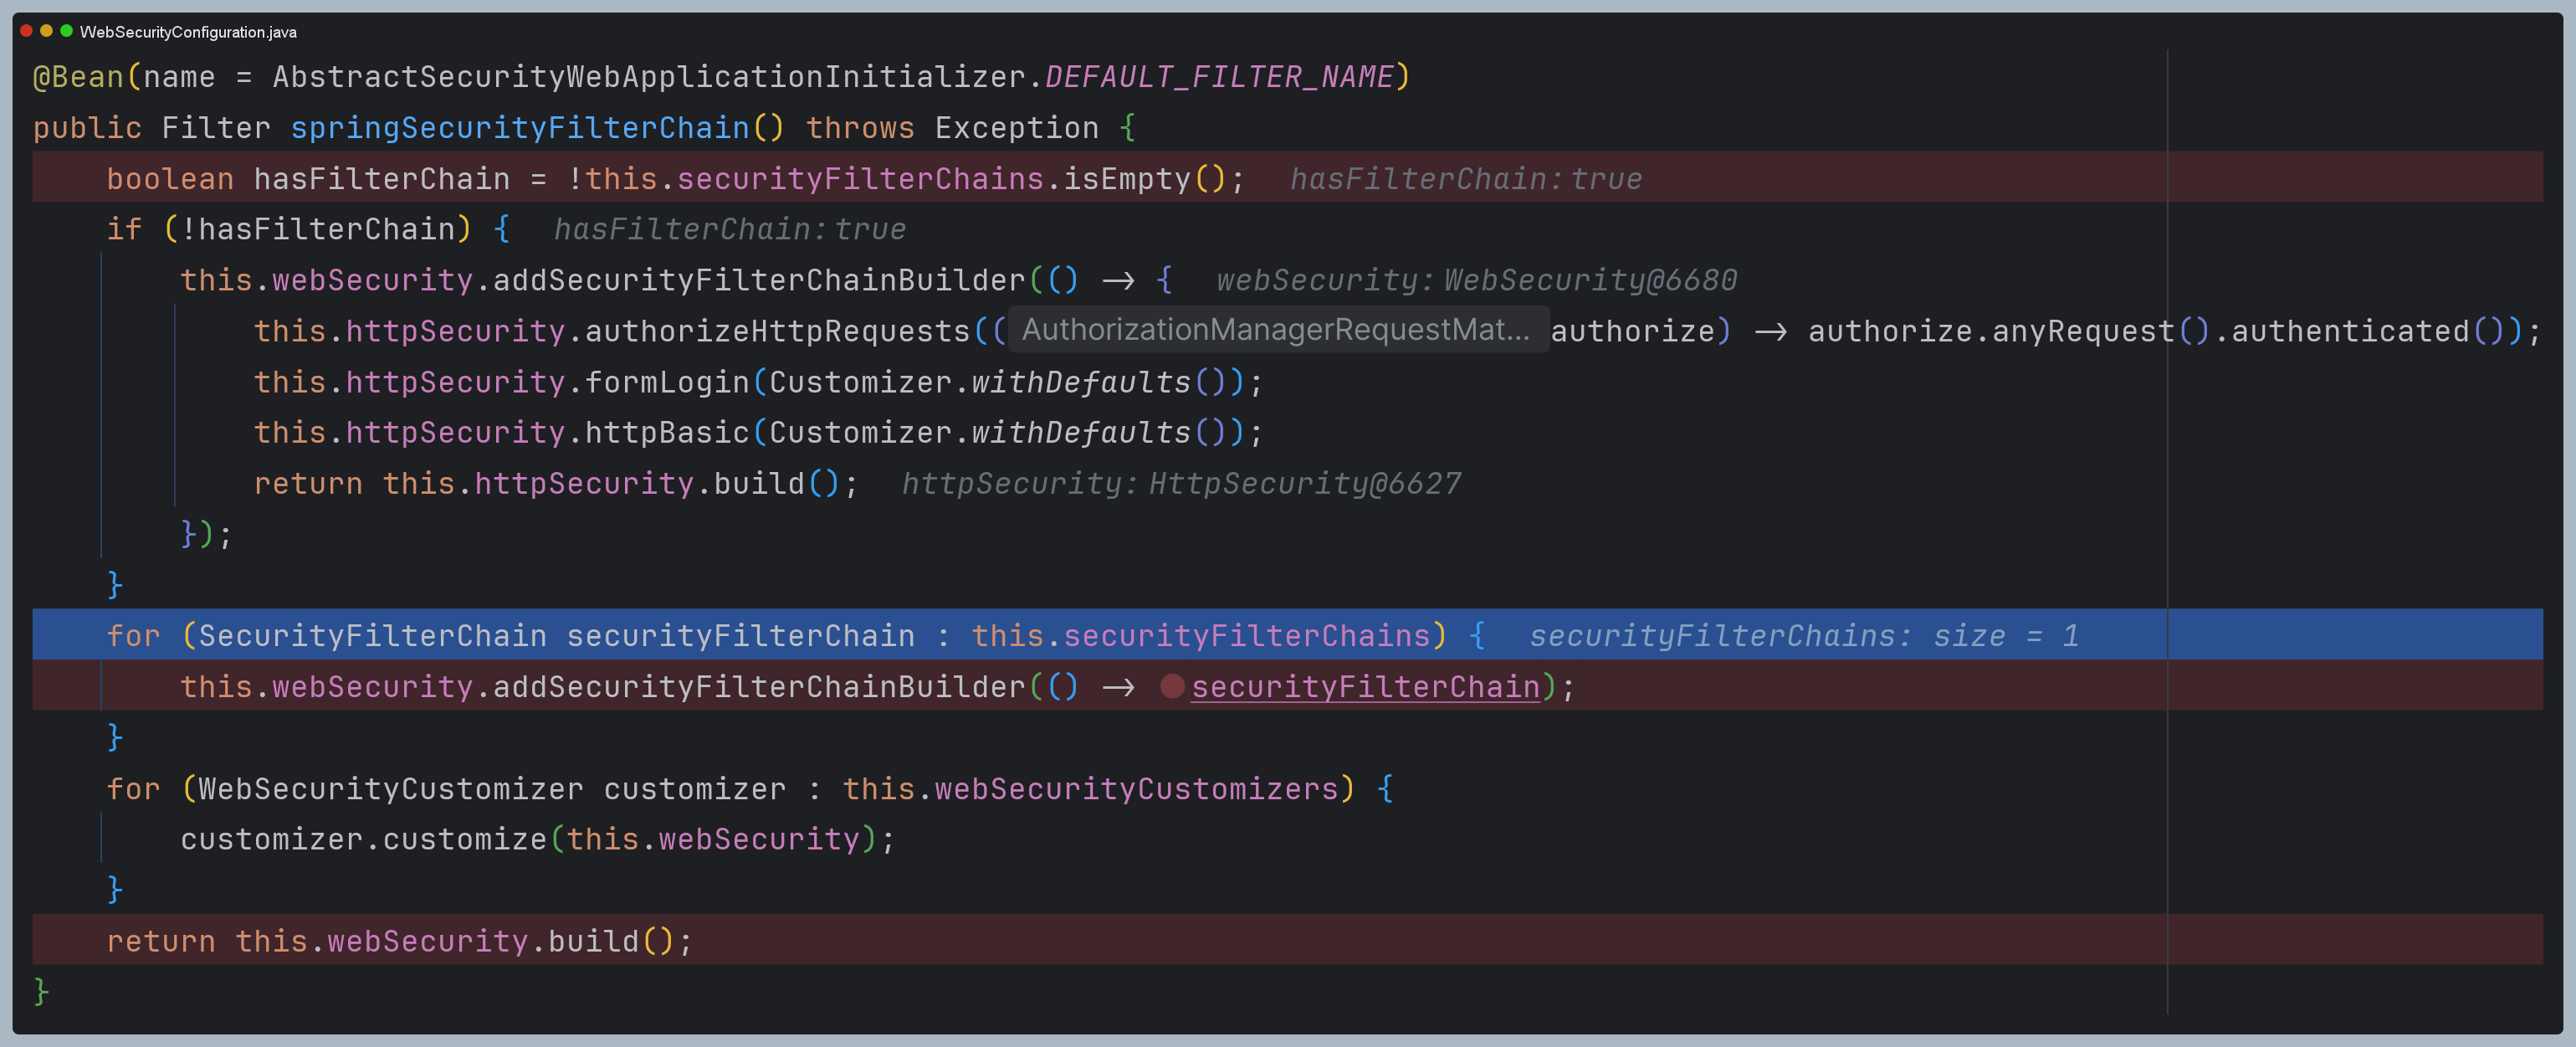 WebSecurityConfiguration.java
@Bean(name = AbstractSecurityWebApplicationInitializer.DEFAULT_FILTER_NAME)
public Filter springSecurityFilterChain() throws Exception {
    boolean hasFilterChain = !this.securityFilterChains.isEmpty();  hasFilterChain: true
    if (!hasFilterChain) {  hasFilterChain: true
        this.webSecurity.addSecurityFilterChainBuilder(() -> {  webSecurity: WebSecurity@6680
            this.httpSecurity.authorizeHttpRequests(( AuthorizationManagerRequestMat... authorize) -> authorize.anyRequest().authenticated());
            this.httpSecurity.formLogin(Customizer.withDefaults());
            this.httpSecurity.httpBasic(Customizer.withDefaults());
            return this.httpSecurity.build();  httpSecurity: HttpSecurity@6627
        });
    }
    for (SecurityFilterChain securityFilterChain : this.securityFilterChains) {  securityFilterChains: size = 1
        this.webSecurity.addSecurityFilterChainBuilder(() -> securityFilterChain);
    }
    for (WebSecurityCustomizer customizer : this.webSecurityCustomizers) {
        customizer.customize(this.webSecurity);
    }
    return this.webSecurity.build();
}